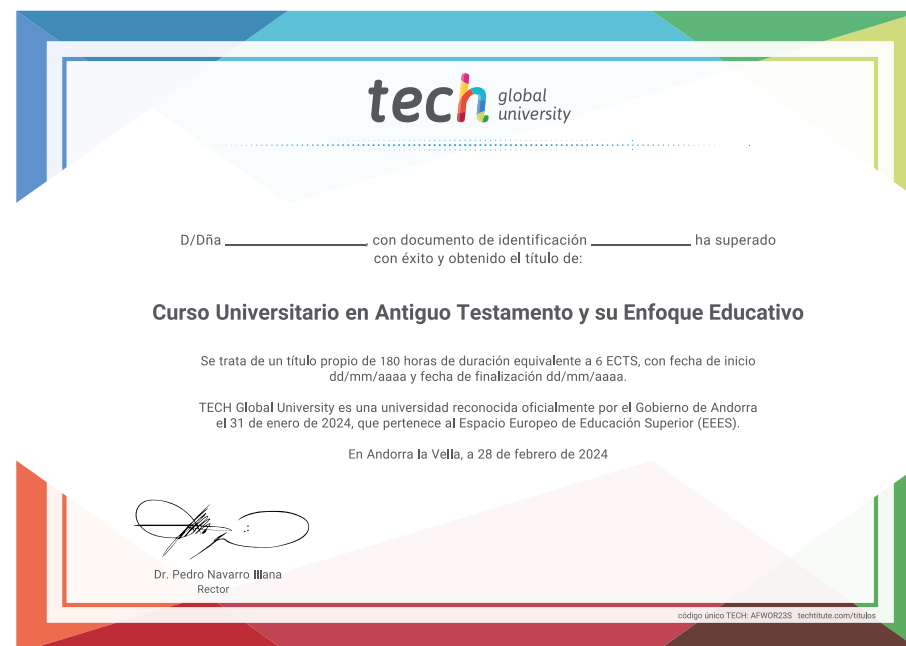 tech global university
D/Dña ________________, con documento de identificación ____________ ha superado
con éxito y obtenido el título de:
Curso Universitario en Antiguo Testamento y su Enfoque Educativo
Se trata de un título propio de 180 horas de duración equivalente a 6 ECTS, con fecha de inicio
dd/mm/aaaa y fecha de finalización dd/mm/aaaa.
TECH Global University es una universidad reconocida oficialmente por el Gobierno de Andorra
el 31 de enero de 2024, que pertenece al Espacio Europeo de Educación Superior (EEES).
En Andorra la Vella, a 28 de febrero de 2024
Dr. Pedro Navarro Illana
Rector
código único TECH: AFWOR23S techtitute.com/titulos